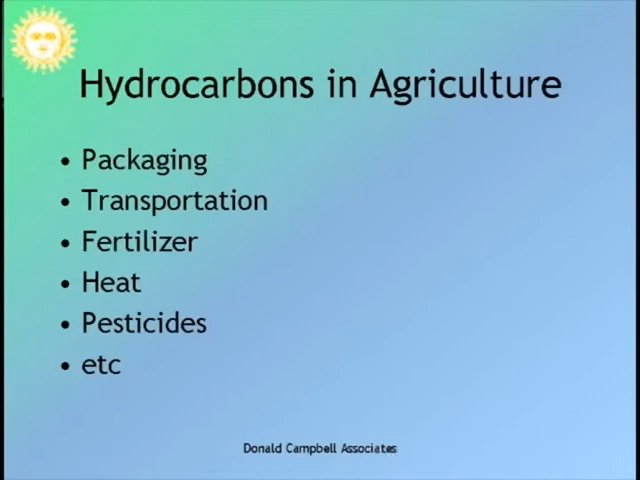 Hydrocarbons in Agriculture
• Packaging
• Transportation
• Fertilizer
• Heat
• Pesticides
• etc
Donald Campbell Associates